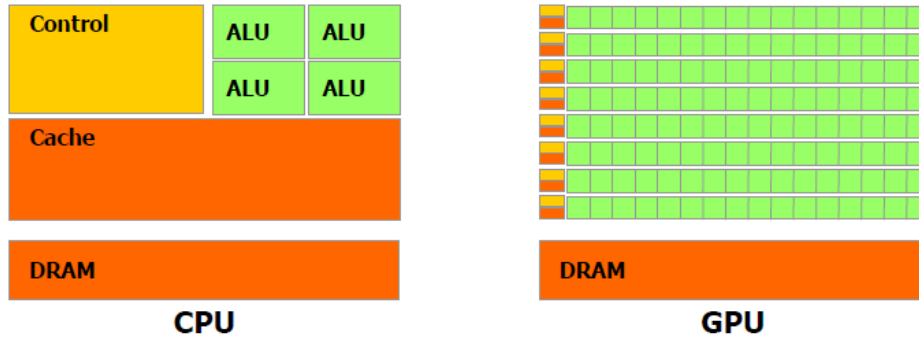 Control
ALU ALU
ALU ALU
Cache
DRAM
CPU
DRAM
GPU